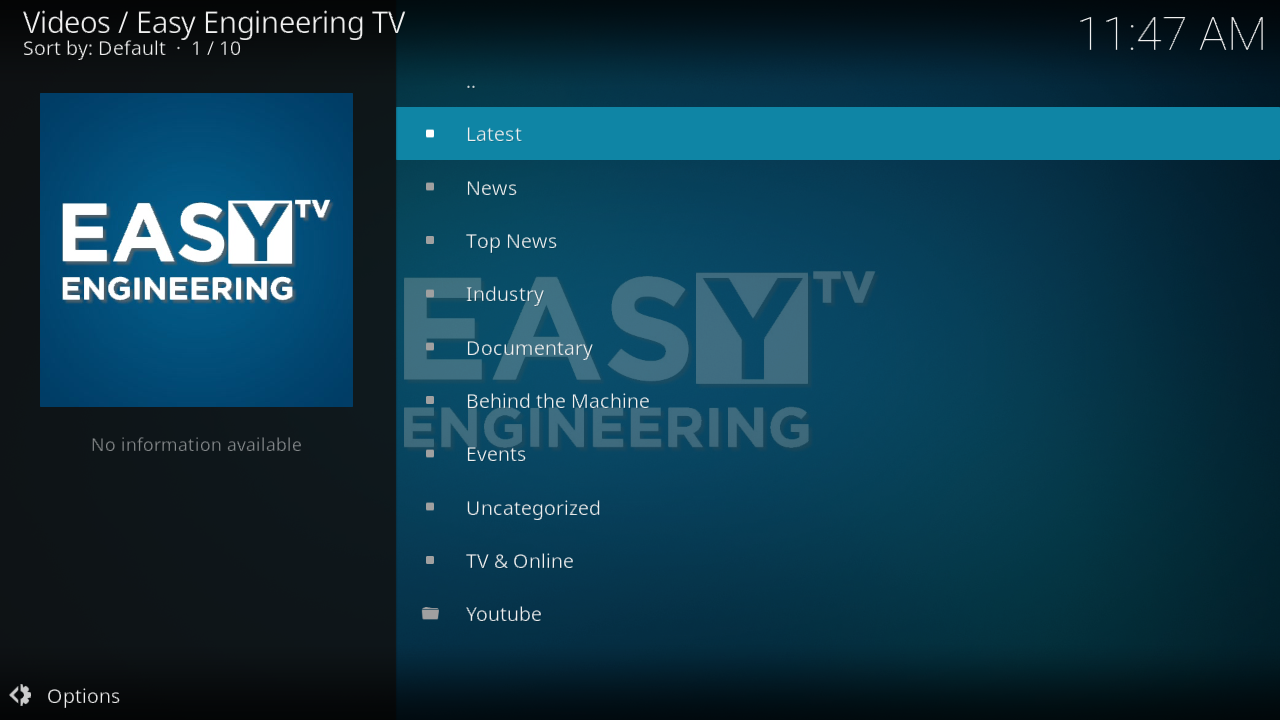 Videos / Easy Engineering TV
Sort by: Default · 1 / 10
11:47 AM
EASY TV
ENGINEERING
No information available
..
Latest
News
Top News
Industry
Documentary
Behind the Machine
Events
Uncategorized
TV & Online
Youtube
EASY TV
ENGINEERING
Options